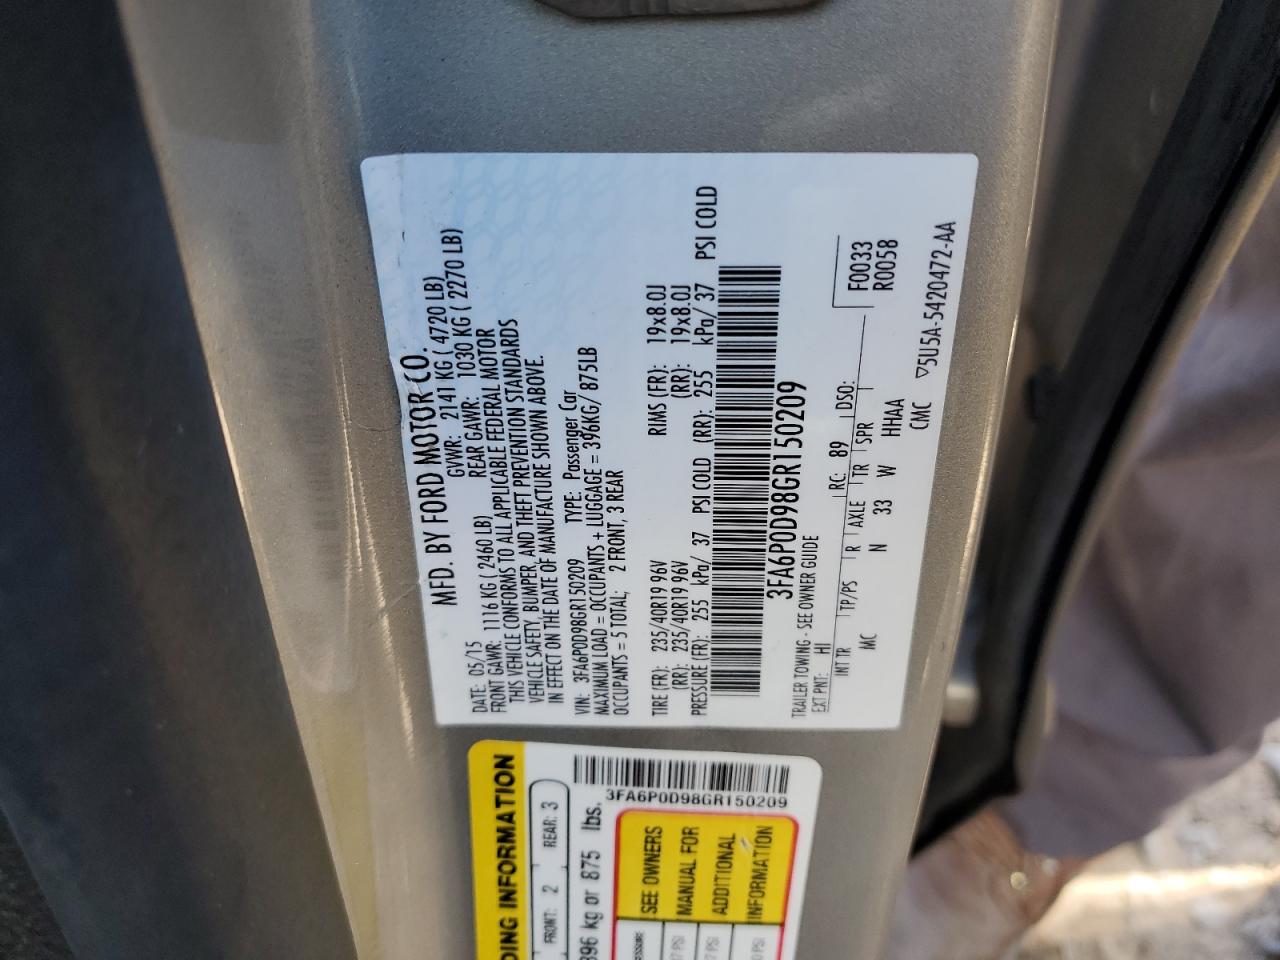 MFD. BY FORD MOTOR CO.
DATE: 05/15 GVWR: 2141 KG ( 4720 LB)
FRONT GAWR: 1116 KG ( 2460 LB) REAR GAWR: 1030 KG ( 2270 LB)
THIS VEHICLE CONFORMS TO ALL APPLICABLE FEDERAL MOTOR
VEHICLE SAFETY, BUMPER, AND THEFT PREVENTION STANDARDS
IN EFFECT ON THE DATE OF MANUFACTURE SHOWN ABOVE.
VIN: 3FA6P0D98GR150209 TYPE: Passenger Car
MAXIMUM LOAD = OCCUPANTS + LUGGAGE = 396KG/ 875LB
OCCUPANTS = 5 TOTAL; 2 FRONT, 3 REAR
TIRE (FR): 235/40R19 96V RIMS (FR): 19x8.0J
(RR): 235/40R19 96V (RR): 19x8.0J
PRESSURE (FR): 255 kPa/ 37 PSI COLD (RR): 255 kPa/ 37 PSI COLD
3FA6P0D98GR150209
TRAILER TOWING - SEE OWNER GUIDE
EXT PNT: HI RC: 89 DSO: F0033
R0058
INT TR TP/PS R AXLE TR SPR
MC N 33 W HHAA
CMC ▽5U5A-5420472-AA
DING INFORMATION
FRONT: 2 REAR: 3
396 kg or 875 lbs.
3FA6P0D98GR150209
SEE OWNERS
MANUAL FOR
ADDITIONAL
INFORMATION
PSI
PSI
PSI